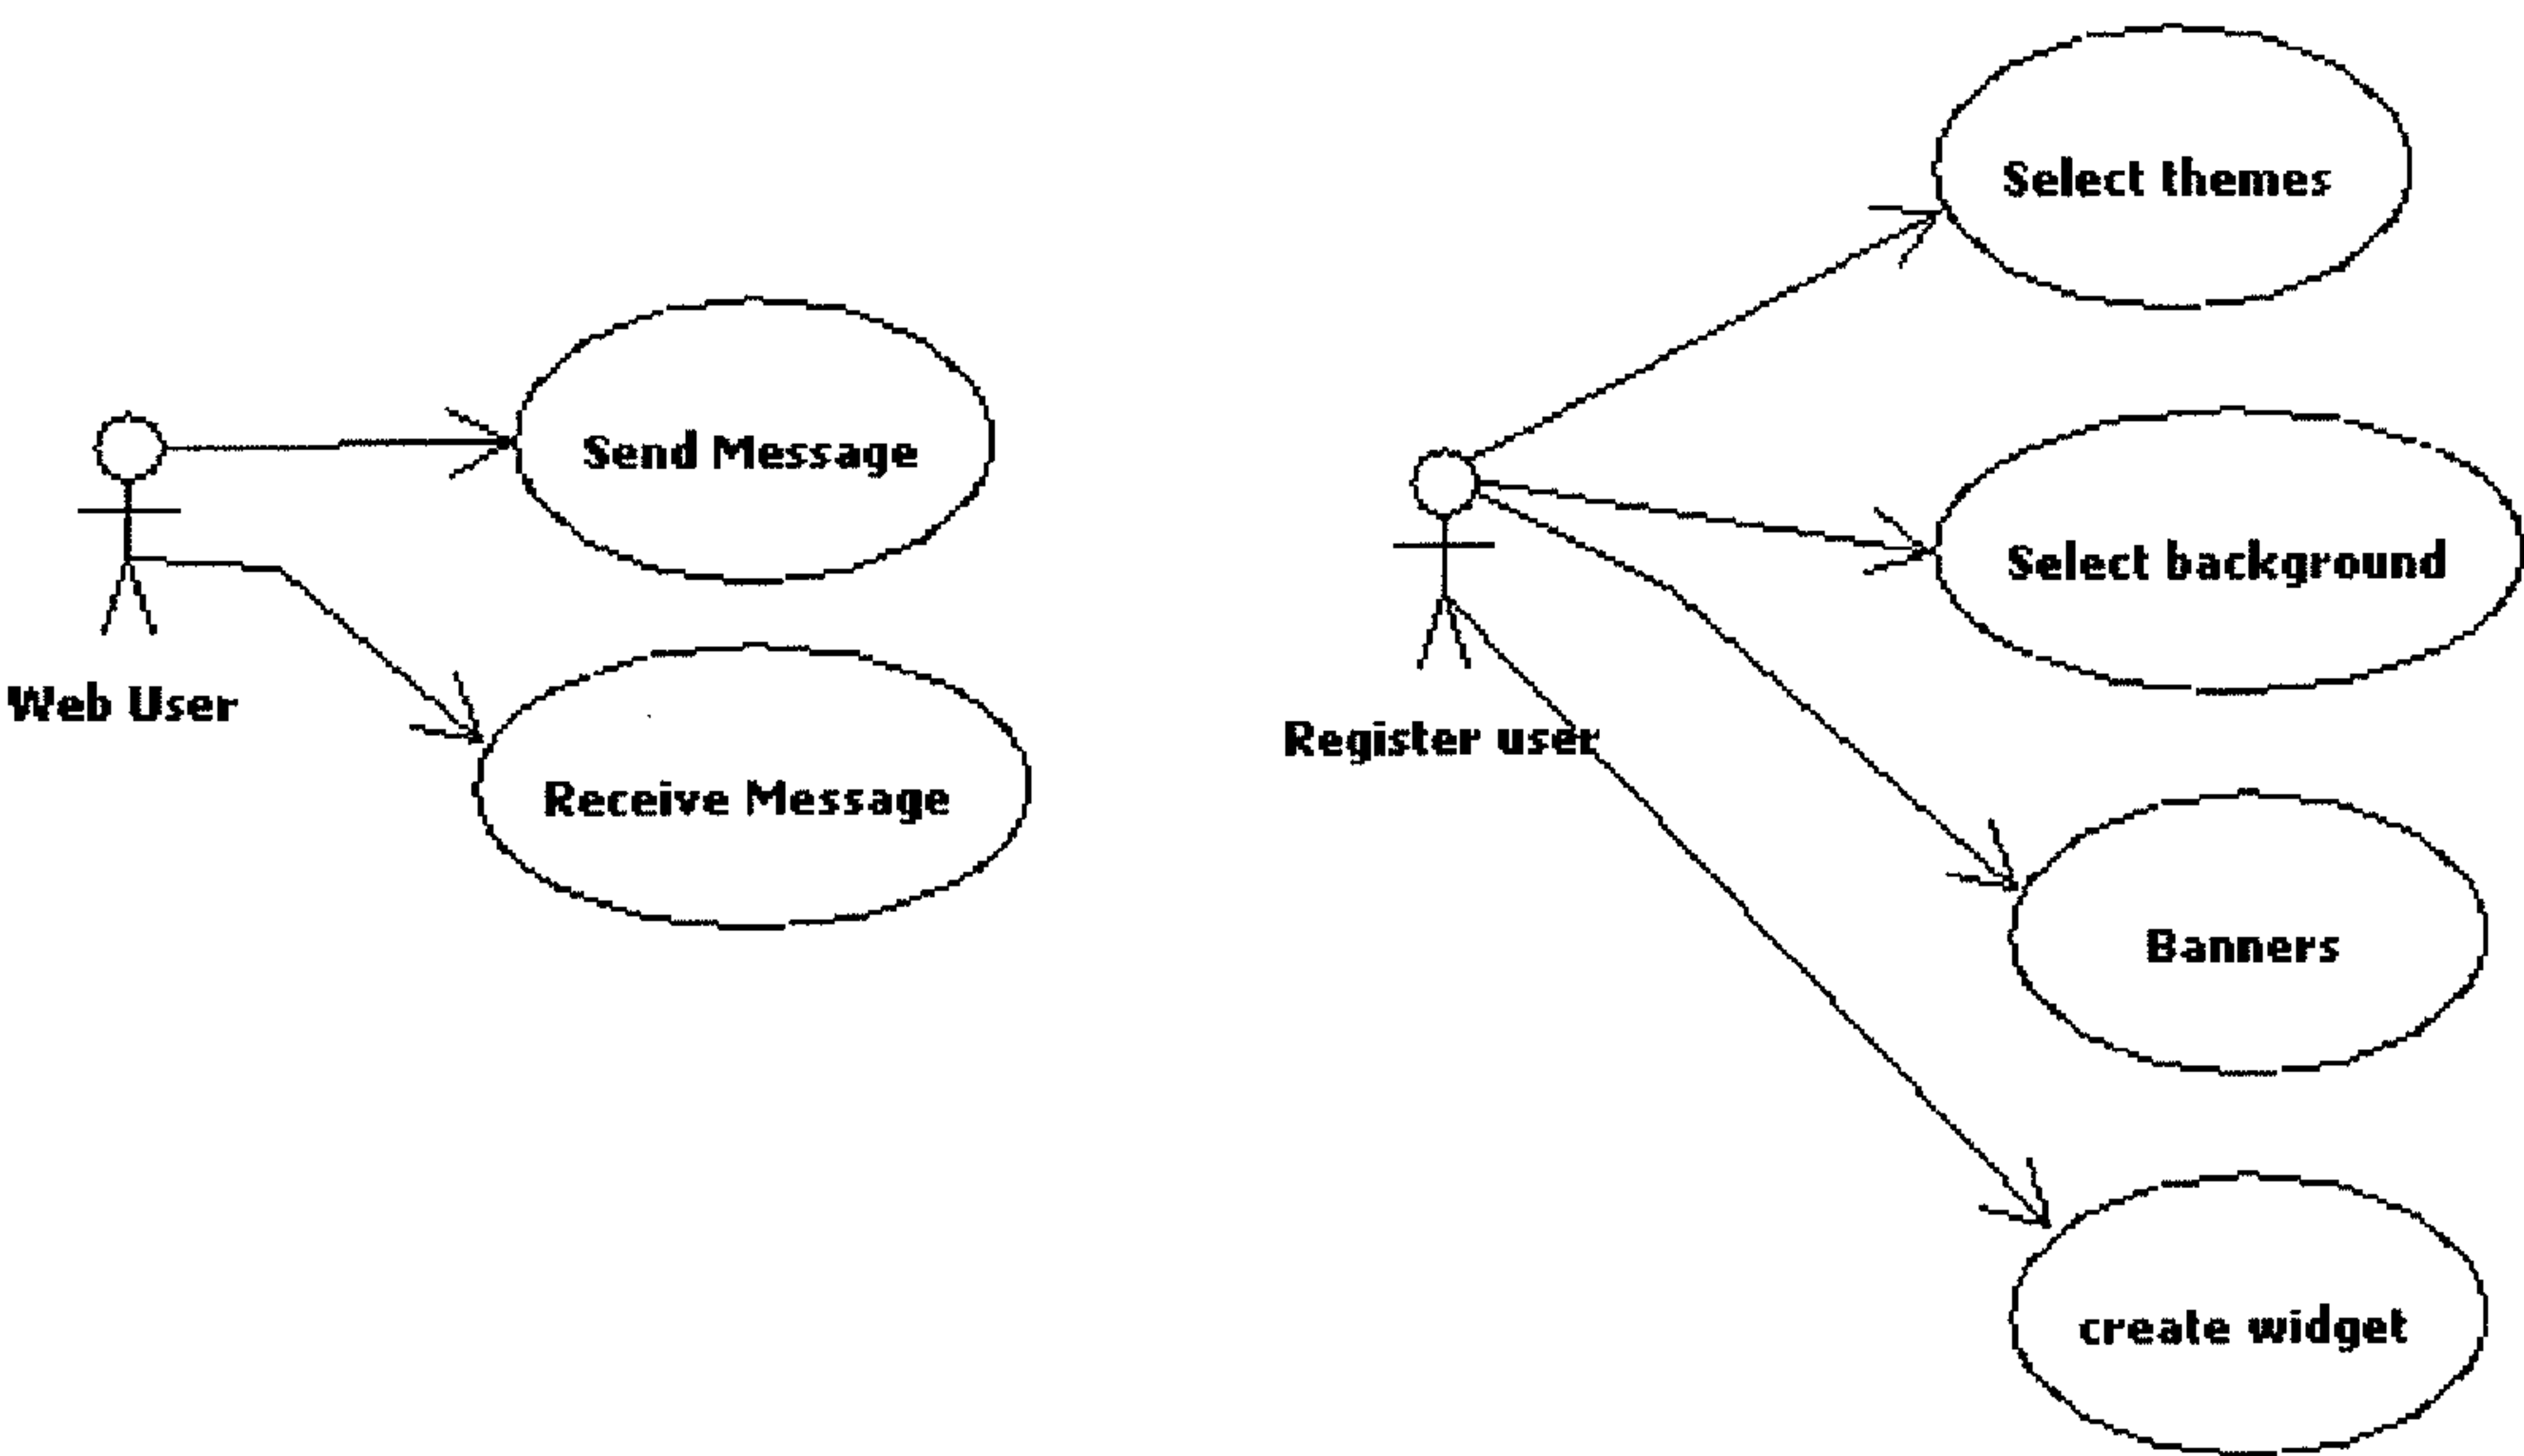 Send Message
Web User
Receive Message
Select themes
Select background
Register user
Banners
create widget